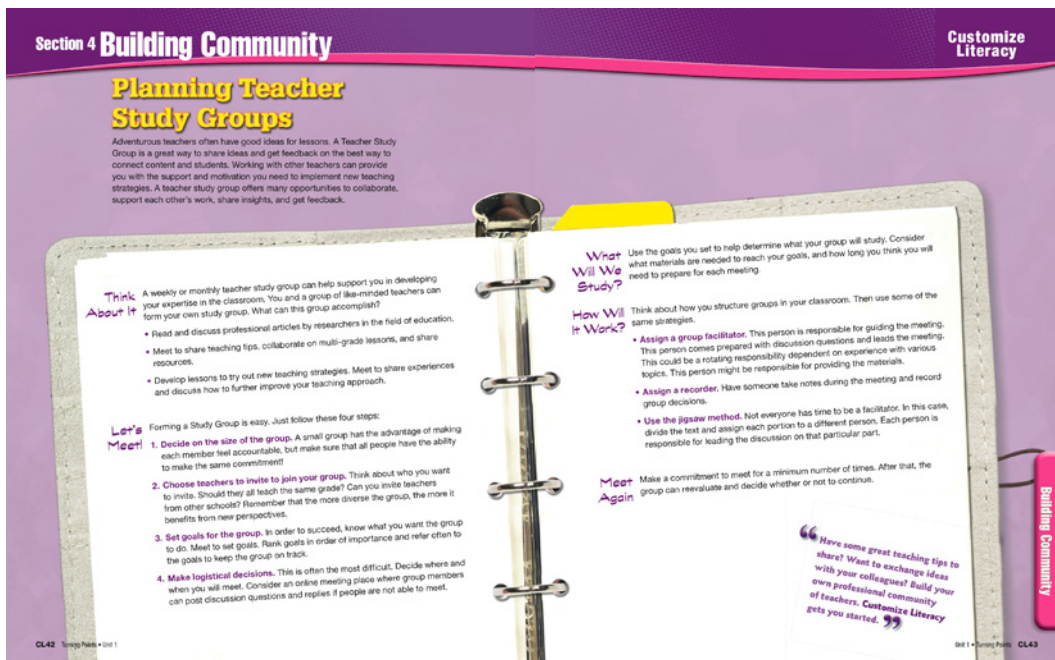 Section 4 Building Community
Customize
Literacy
Planning Teacher
Study Groups
Adventurous teachers often have good ideas for lessons. A Teacher Study
Group is a great way to share ideas and get feedback on the best way to
connect content and students. Working with other teachers can provide
you with the support and motivation you need to implement new teaching
strategies. A teacher study group offers many opportunities to collaborate,
support each other's work, share insights, and get feedback.
Think
About It
A weekly or monthly teacher study group can help support you in developing
your expertise in the classroom. You and a group of like-minded teachers can
form your own study group. What can this group accomplish?
• Read and discuss professional articles by researchers in the field of education.
• Meet to share teaching tips, collaborate on multi-grade lessons, and share
resources.
• Develop lessons to try out new teaching strategies. Meet to share experiences
and discuss how to further improve your teaching approach.
Let's
Meet!
Forming a Study Group is easy. Just follow these four steps:
1. Decide on the size of the group. A small group has the advantage of making
each member feel accountable, but make sure that all people have the ability
to make the same commitment!
2. Choose teachers to invite to join your group. Think about who you want
to invite. Should they all teach the same grade? Can you invite teachers
from other schools? Remember that the more diverse the group, the more it
benefits from new perspectives.
3. Set goals for the group. In order to succeed, know what you want the group
to do. Meet to set goals. Rank goals in order of importance and refer often to
the goals to keep the group on track.
4. Make logistical decisions. This is often the most difficult. Decide where and
when you will meet. Consider an online meeting place where group members
can post discussion questions and replies if people are not able to meet.
What
Will We
Study?
Use the goals you set to help determine what your group will study. Consider
what materials are needed to reach your goals, and how long you think you will
need to prepare for each meeting.
How Will
It Work?
Think about how you structure groups in your classroom. Then use some of the
same strategies.
• Assign a group facilitator. This person is responsible for guiding the meeting.
This person comes prepared with discussion questions and leads the meeting.
This could be a rotating responsibility dependent on experience with various
topics. This person might be responsible for providing the materials.
• Assign a recorder. Have someone take notes during the meeting and record
group decisions.
• Use the jigsaw method. Not everyone has time to be a facilitator. In this case,
divide the text and assign each portion to a different person. Each person is
responsible for leading the discussion on that particular part.
Meet
Again
Make a commitment to meet for a minimum number of times. After that, the
group can reevaluate and decide whether or not to continue.
“Have some great teaching tips to
share? Want to exchange ideas
with your colleagues? Build your
own professional community
of teachers. Customize Literacy
gets you started.”
Building Community
CL42 Turning Points • Unit 1
Unit 1 • Turning Points CL43